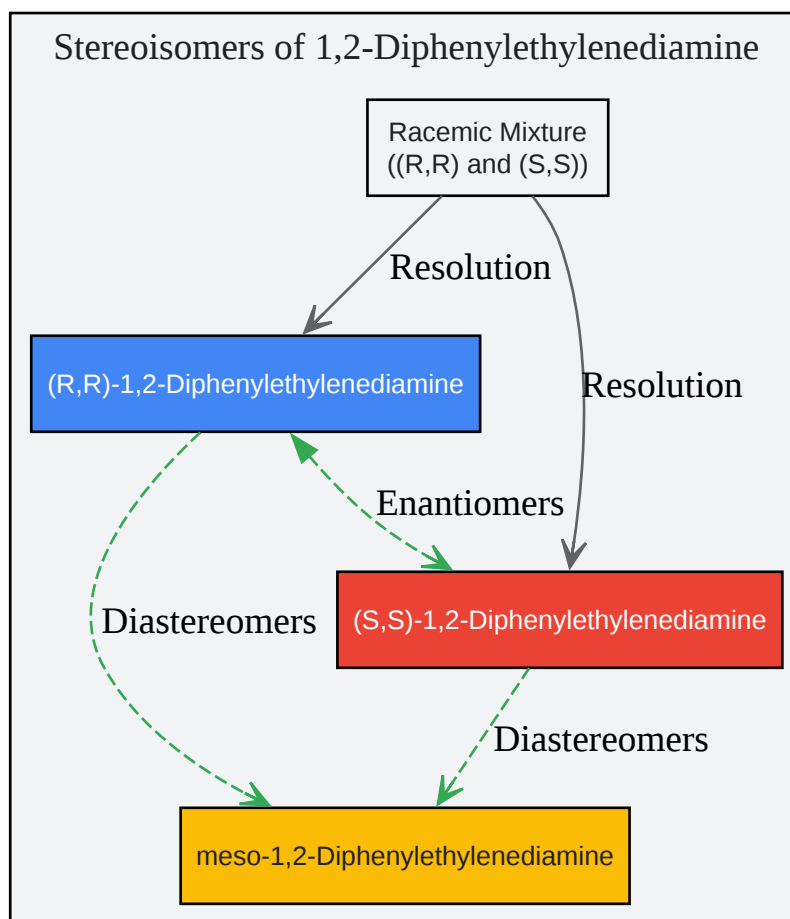 Stereoisomers of 1,2-Diphenylethylenediamine
Racemic Mixture
((R,R) and (S,S))
Resolution
(R,R)-1,2-Diphenylethylenediamine
Resolution
Enantiomers
Diastereomers
(S,S)-1,2-Diphenylethylenediamine
Diastereomers
meso-1,2-Diphenylethylenediamine